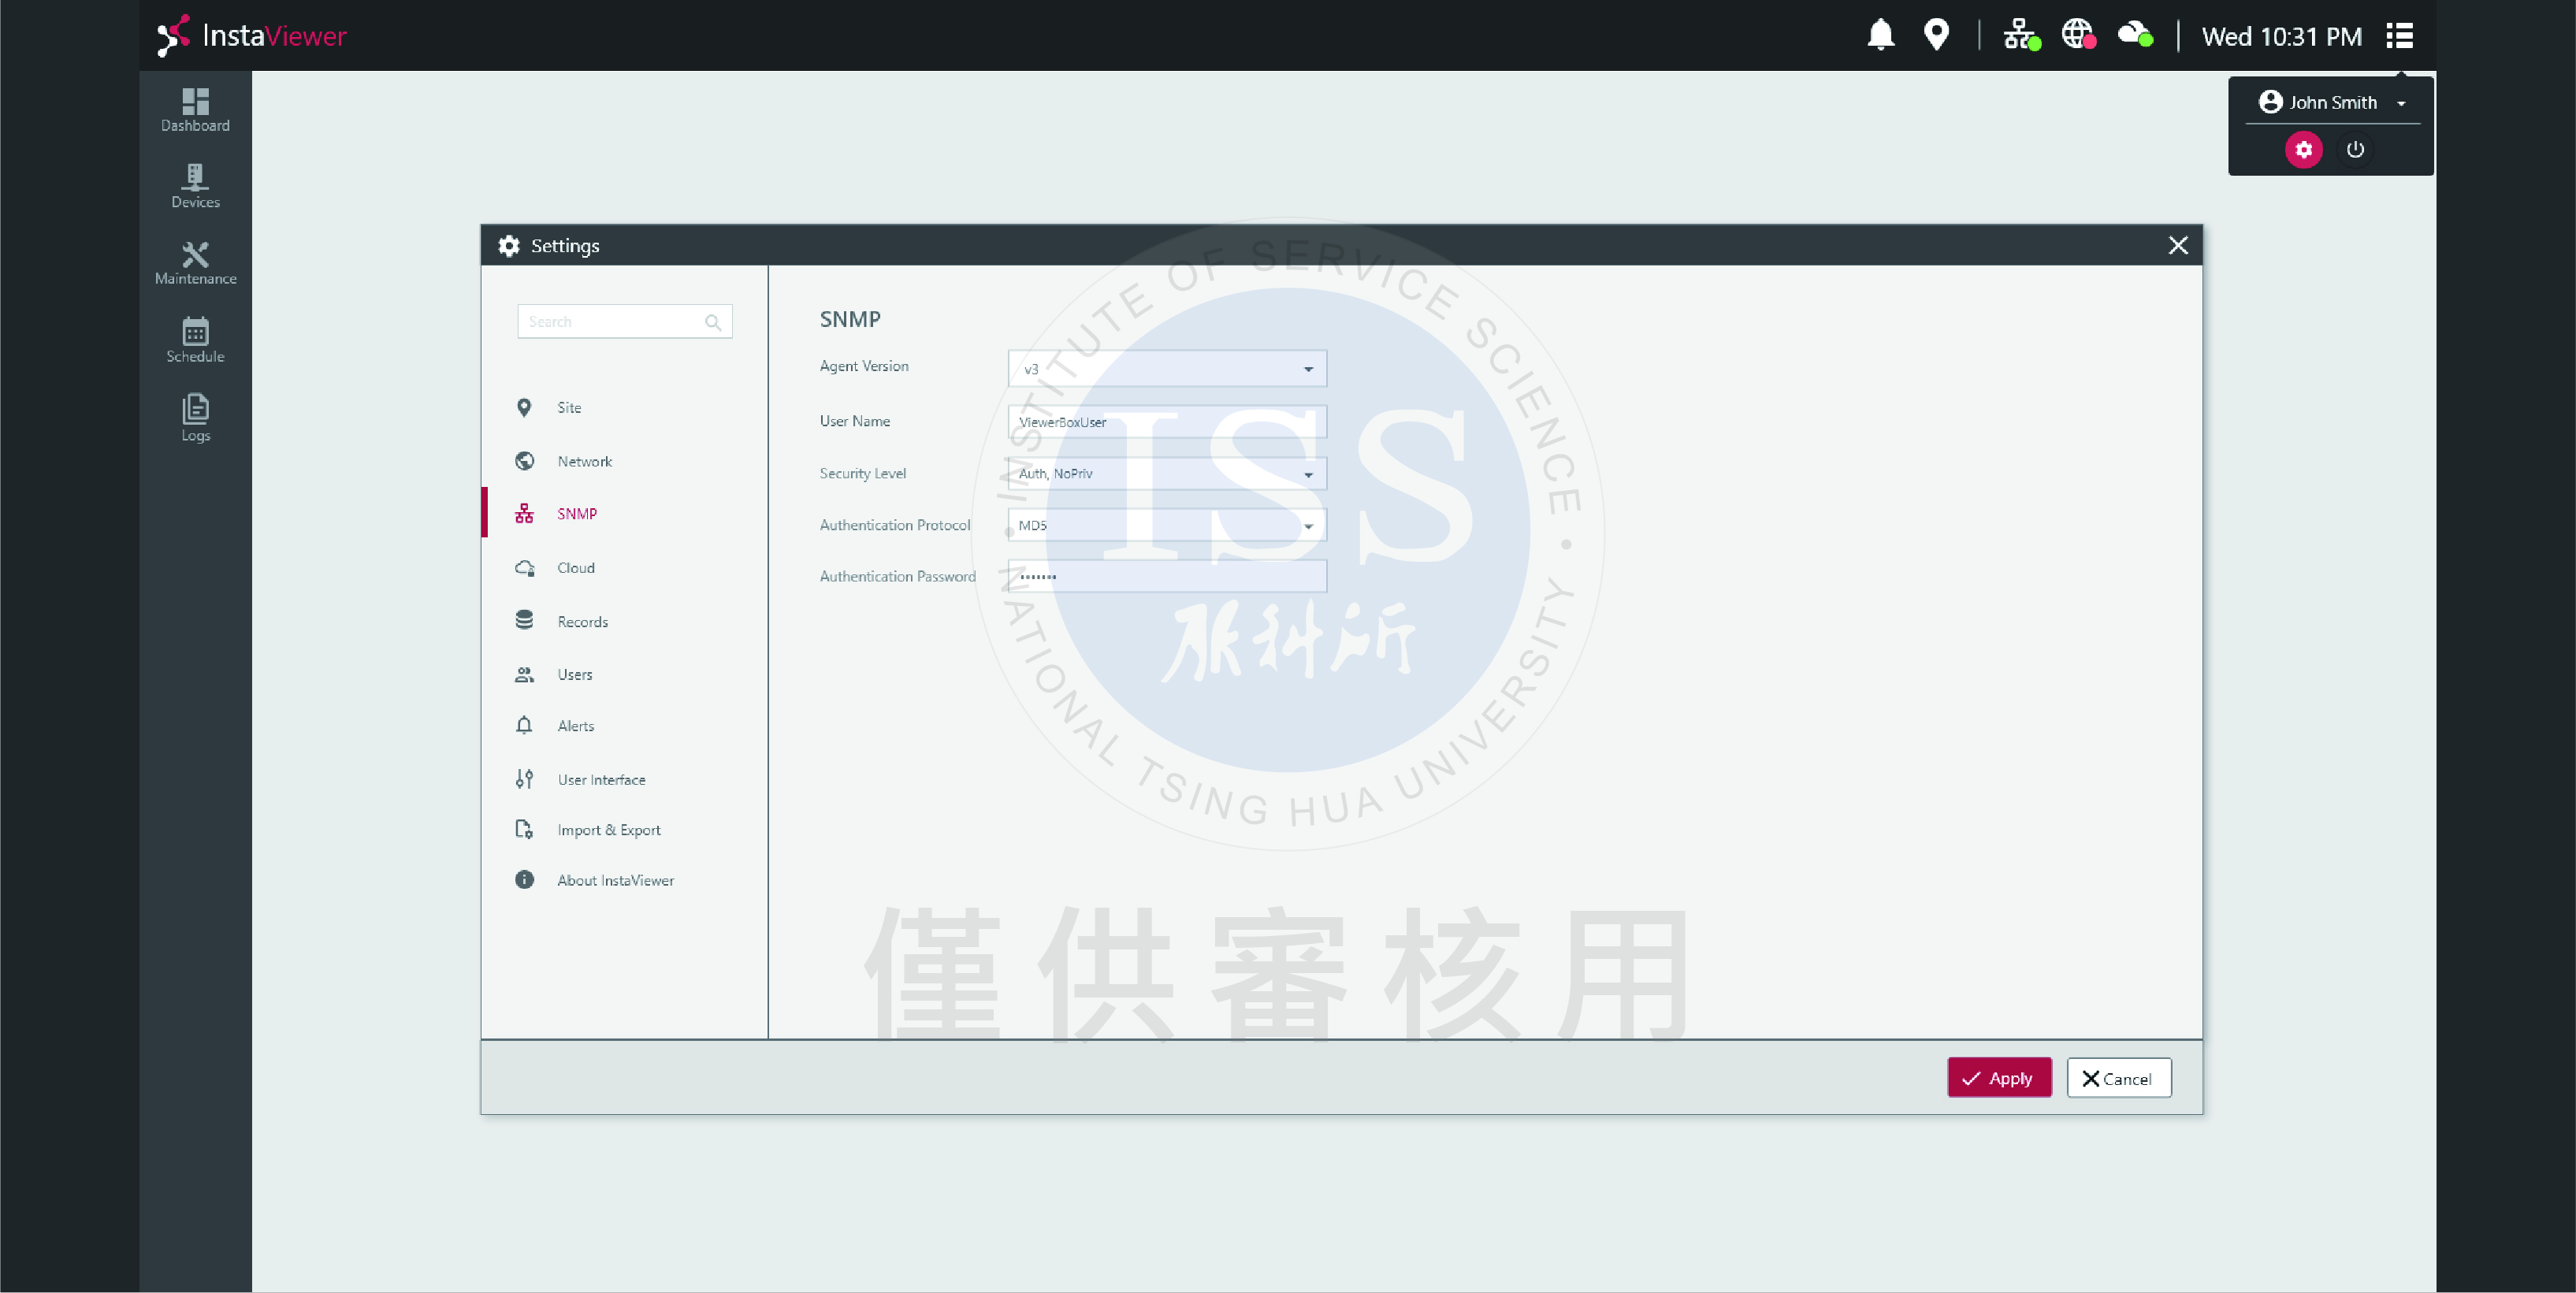 InstaViewer
Wed 10:31 PM
John Smith
Dashboard
Devices
Maintenance
Schedule
Logs
Settings
Search
Site
Network
SNMP
Cloud
Records
Users
Alerts
User Interface
Import & Export
About InstaViewer
SNMP
Agent Version
v3
User Name
ViewerBoxUser
Security Level
Auth, NoPriv
Authentication Protocol
MD5
Authentication Password
•••••••
INSTITUTE OF SERVICE SCIENCE
ISS
服科所
NATIONAL TSING HUA UNIVERSITY
僅供審核用
Apply
Cancel